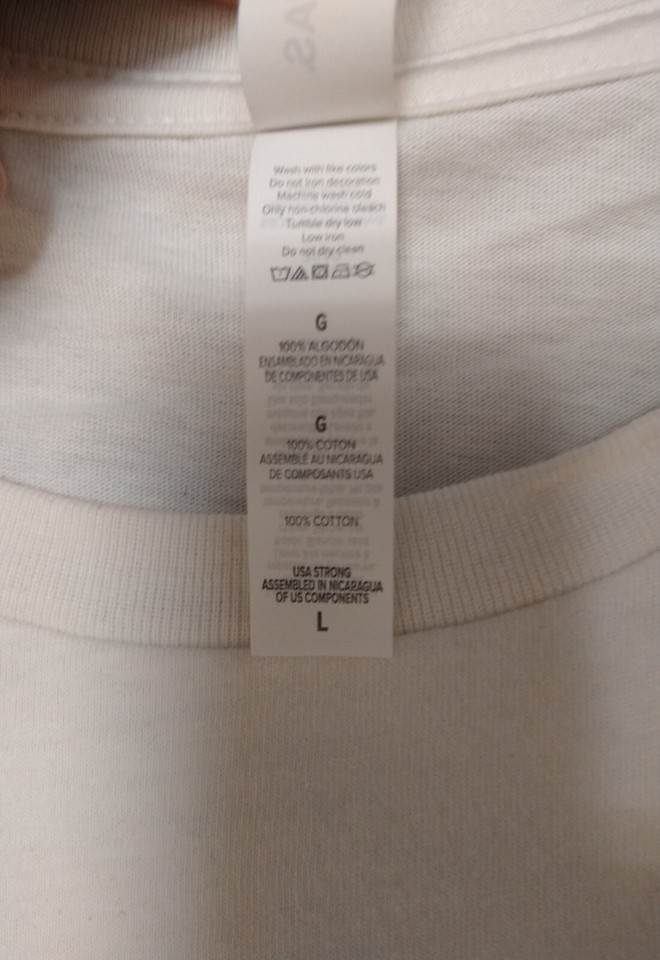 AS.
Wash with like colors
Do not iron decoration
Machine wash cold
Only non-chlorine bleach
Tumble dry low
Low iron
Do not dry clean
G
100% ALGODÓN
ENSAMBLADO EN NICARAGUA
DE COMPONENTES DE USA
G
100% COTON
ASSEMBLÉ AU NICARAGUA
DE COMPOSANTS USA
100% COTTON
USA STRONG
ASSEMBLED IN NICARAGUA
OF US COMPONENTS
L